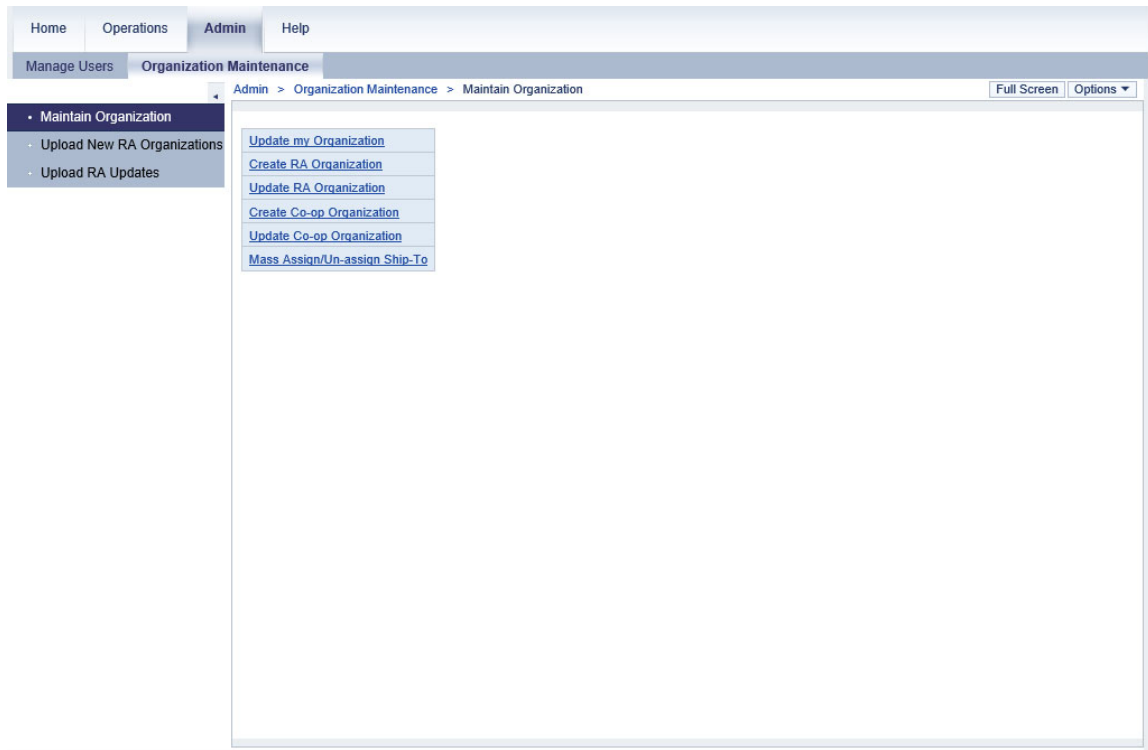 Home Operations Admin Help
Manage Users Organization Maintenance
Admin > Organization Maintenance > Maintain Organization Full Screen Options
Maintain Organization
Upload New RA Organizations
Upload RA Updates
Update my Organization
Create RA Organization
Update RA Organization
Create Co-op Organization
Update Co-op Organization
Mass Assign/Un-assign Ship-To